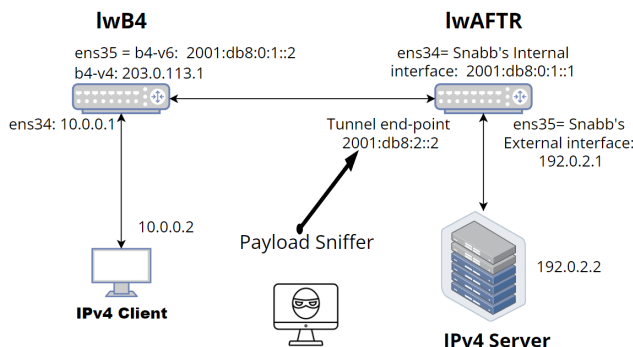 lwB4
lwAFTR
ens35 = b4-v6: 2001:db8:0:1::2
b4-v4: 203.0.113.1
ens34= Snabb's Internal
interface: 2001:db8:0:1::1
ens34: 10.0.0.1
Tunnel end-point
2001:db8:2::2
ens35= Snabb's
External interface:
192.0.2.1
10.0.0.2
Payload Sniffer
192.0.2.2
IPv4 Client
IPv4 Server